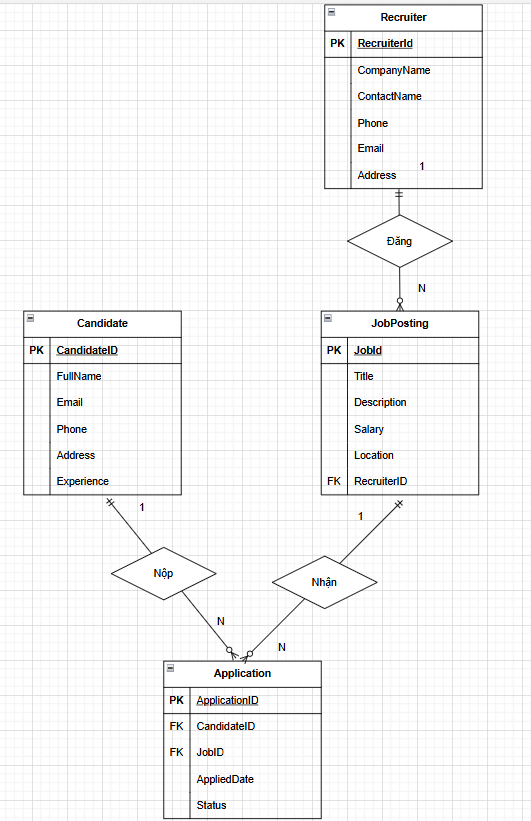 Recruiter
PK RecruiterId
CompanyName
ContactName
Phone
Email
Address
1
Đăng
N
Candidate
PK CandidateID
FullName
Email
Phone
Address
Experience
JobPosting
PK JobId
Title
Description
Salary
Location
FK RecruiterID
1
1
Nộp
Nhận
N
N
Application
PK ApplicationID
FK CandidateID
FK JobID
AppliedDate
Status